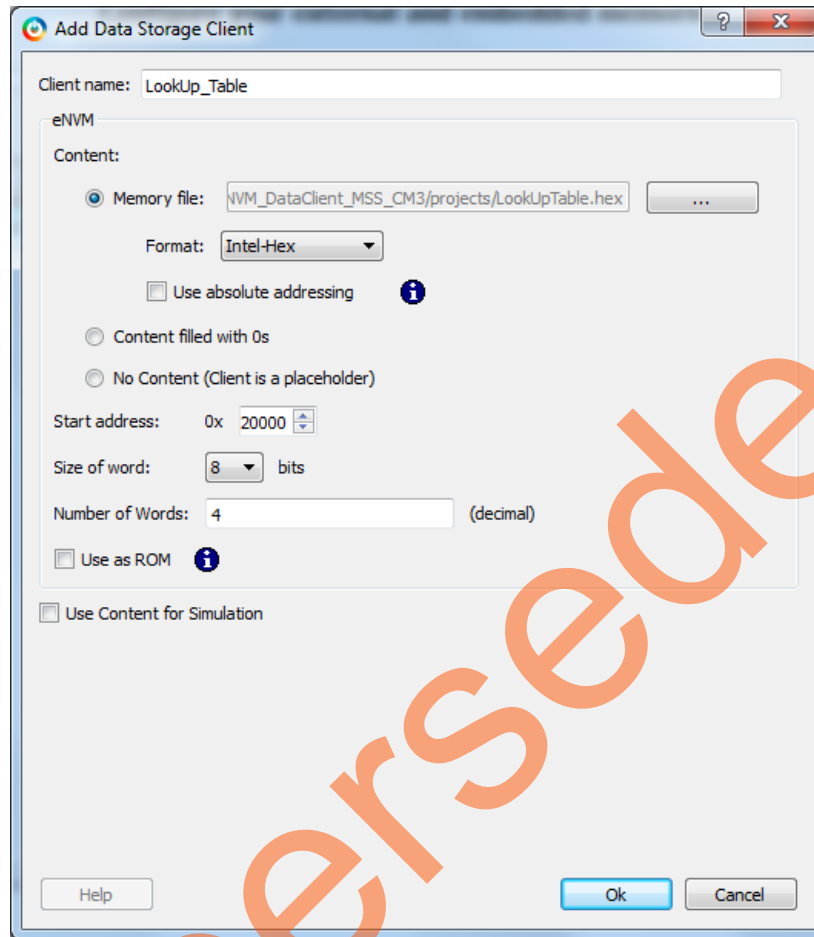 Add Data Storage Client
Client name: LookUp_Table
eNVM
Content:
Memory file: NVM_DataClient_MSS_CM3/projects/LookUpTable.hex ...
Format: Intel-Hex
Use absolute addressing
Content filled with 0s
No Content (Client is a placeholder)
Start address: 0x 20000
Size of word: 8 bits
Number of Words: 4 (decimal)
Use as ROM
Use Content for Simulation
Help Ok Cancel
ersede